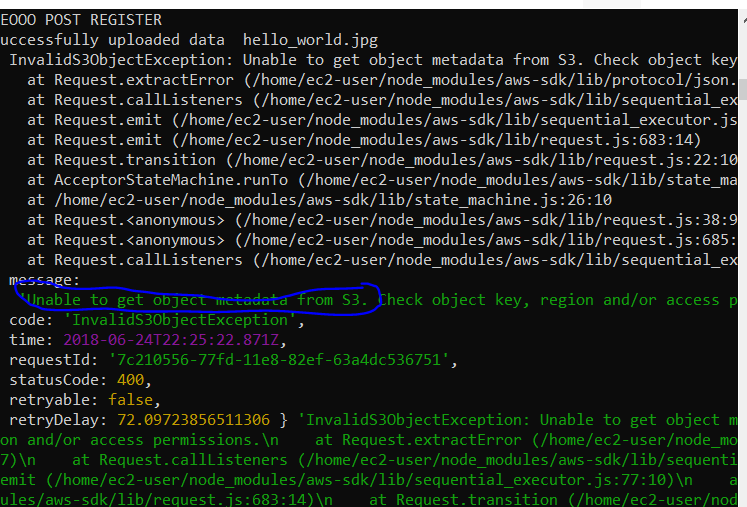 EOOO POST REGISTER
uccessfully uploaded data  hello_world.jpg
InvalidS3ObjectException: Unable to get object metadata from S3. Check object key
at Request.extractError (/home/ec2-user/node_modules/aws-sdk/lib/protocol/json.
at Request.callListeners (/home/ec2-user/node_modules/aws-sdk/lib/sequential_ex
at Request.emit (/home/ec2-user/node_modules/aws-sdk/lib/sequential_executor.js
at Request.emit (/home/ec2-user/node_modules/aws-sdk/lib/request.js:683:14)
at Request.transition (/home/ec2-user/node_modules/aws-sdk/lib/request.js:22:10
at AcceptorStateMachine.runTo (/home/ec2-user/node_modules/aws-sdk/lib/state_ma
at /home/ec2-user/node_modules/aws-sdk/lib/state_machine.js:26:10
at Request.<anonymous> (/home/ec2-user/node_modules/aws-sdk/lib/request.js:38:9
at Request.<anonymous> (/home/ec2-user/node_modules/aws-sdk/lib/request.js:685:
at Request.callListeners (/home/ec2-user/node_modules/aws-sdk/lib/sequential_ex
message:
'Unable to get object metadata from S3. Check object key, region and/or access p
code: 'InvalidS3ObjectException',
time: 2018-06-24T22:25:22.871Z,
requestId: '7c210556-77fd-11e8-82ef-63a4dc536751',
statusCode: 400,
retryable: false,
retryDelay: 72.09723856511306 } 'InvalidS3ObjectException: Unable to get object m
on and/or access permissions.\n    at Request.extractError (/home/ec2-user/node_mo
7)\n    at Request.callListeners (/home/ec2-user/node_modules/aws-sdk/lib/sequenti
emit (/home/ec2-user/node_modules/aws-sdk/lib/sequential_executor.js:77:10)\n    a
ules/aws-sdk/lib/request.js:683:14)\n    at Request.transition (/home/ec2-user/nod